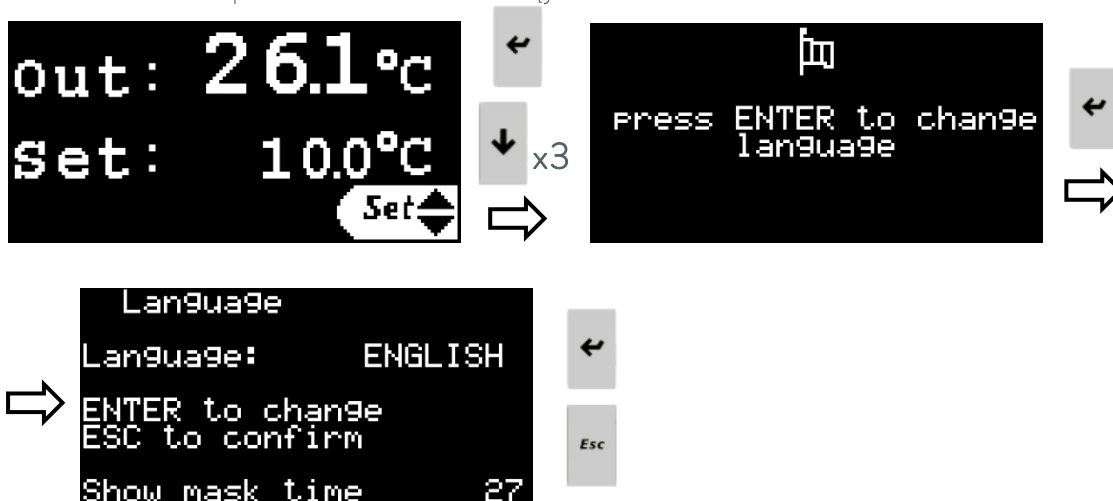 out: 26.1°C
Set: 10.0°C
Set
x3
press ENTER to change
language
Language
Language: ENGLISH
ENTER to change
ESC to confirm
Show mask time 27
Esc